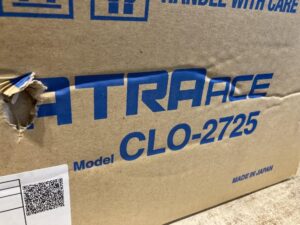 HANDLE WITH CARE
ATRAACE
Model CLO-2725
MADE IN JAPAN